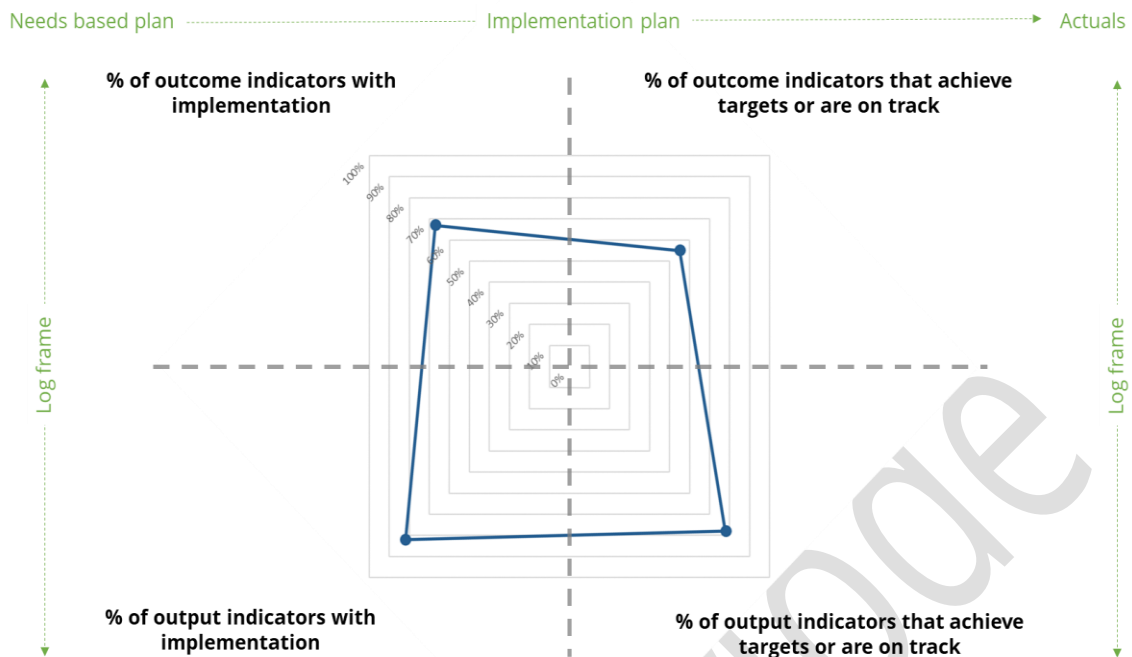 Needs based plan
Implementation plan
Actuals
% of outcome indicators with
implementation
% of outcome indicators that achieve
targets or are on track
100%
90%
80%
70%
60%
50%
40%
30%
20%
10%
0%
Log frame
Log frame
% of output indicators with
implementation
% of output indicators that achieve
targets or are on track